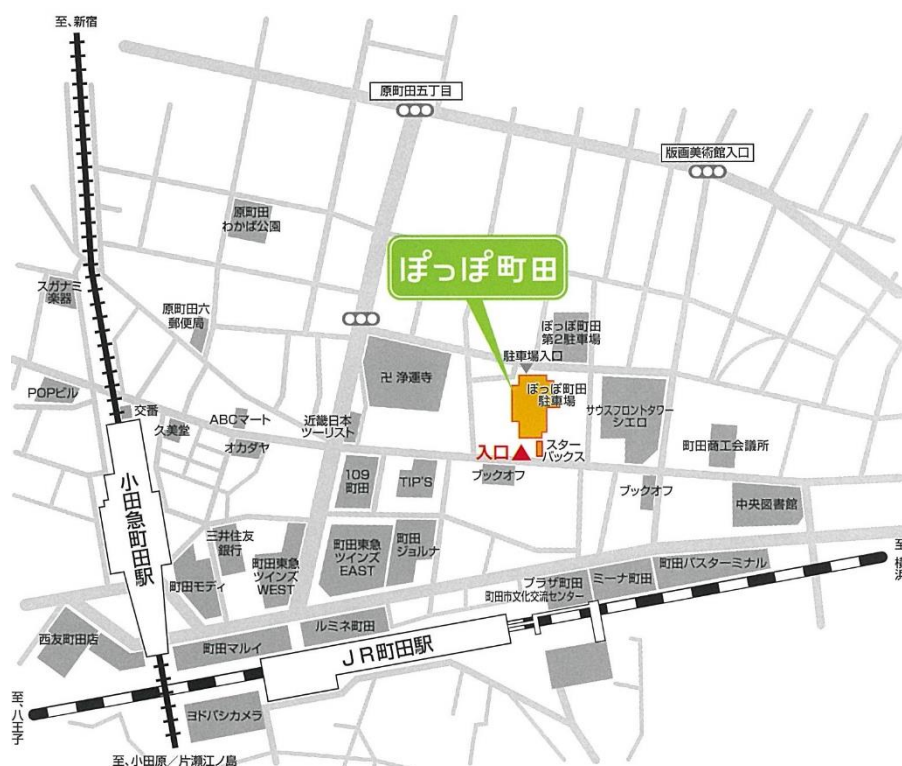 至、新宿
原町田五丁目
版画美術館入口
原町田
わかば公園
ぽっぽ町田
スガナミ
楽器
原町田六
郵便局
ぽっぽ町田
第2駐車場
駐車場入口
卍 浄運寺
ぽっぽ町田
駐車場
POPビル
交番
久美堂
ABCマート
オカダヤ
近畿日本
ツーリスト
サウスフロントタワー
シエロ
町田商工会議所
入口
スター
バックス
109
町田
TIP'S
ブックオフ
ブックオフ
中央図書館
小田急町田駅
三井住友
銀行
町田モディ
町田東急
ツインズ
WEST
町田東急
ツインズ
EAST
町田
ジョルナ
プラザ町田
町田市文化交流センター
ミーナ町田
町田バスターミナル
至、横浜
西友町田店
町田マルイ
ルミネ町田
JR町田駅
ヨドバシカメラ
至、八王子
至、小田原/片瀬江ノ島